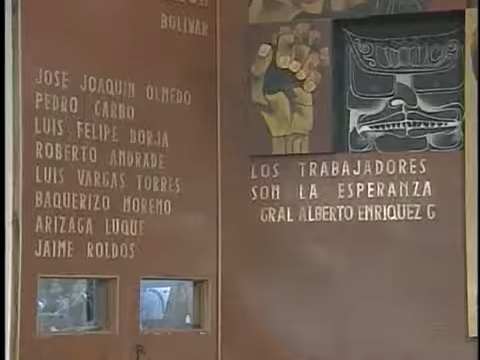 BOLIVAR
JOSE JOAQUIN OLMEDO
PEDRO CARBO
LUIS FELIPE BORJA
ROBERTO ANDRADE
LUIS VARGAS TORRES
BAQUERIZO MORENO
ARIZAGA LUQUE
JAIME ROLDOS
LOS TRABAJADORES
SON LA ESPERANZA
GRAL ALBERTO ENRIQUEZ G